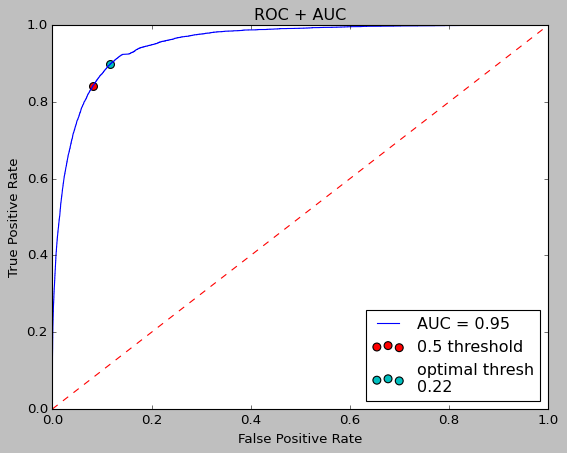 ROC + AUC
1.0
0.8
0.6
0.4
0.2
0.0
True Positive Rate
AUC = 0.95
0.5 threshold
optimal thresh
0.22
0.0 0.2 0.4 0.6 0.8 1.0
False Positive Rate